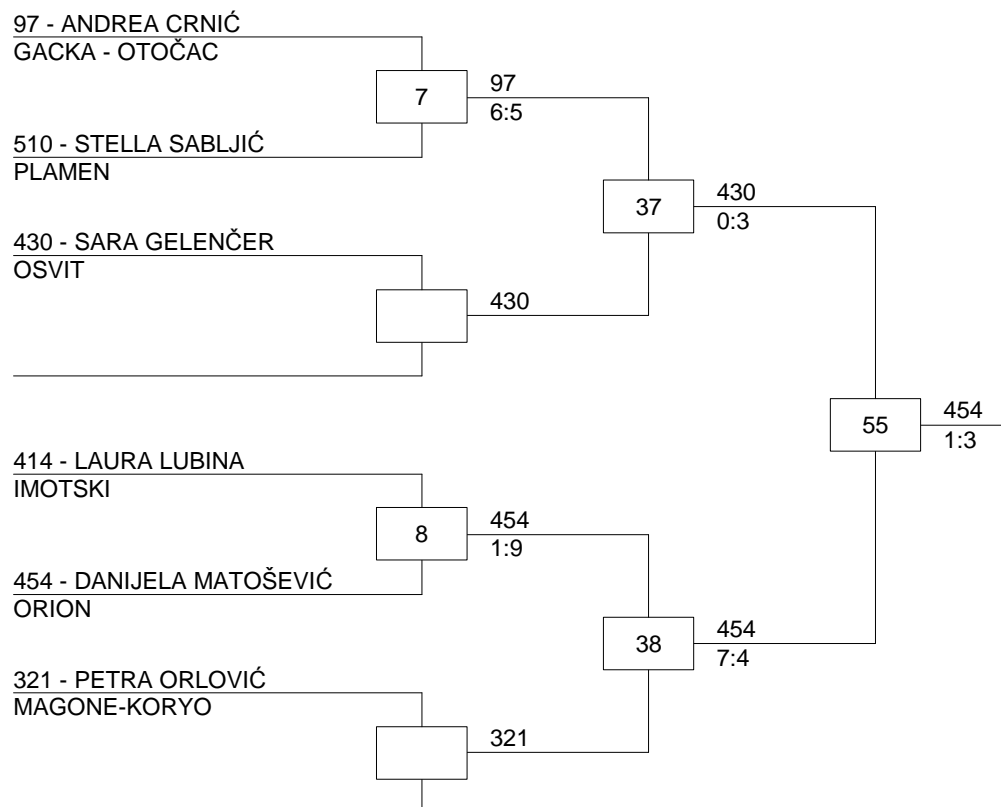 97 - ANDREA CRNIĆ
GACKA - OTOČAC
7
97
6:5
510 - STELLA SABLJIĆ
PLAMEN
37
430
0:3
430 - SARA GELENČER
OSVIT
430
55
454
1:3
414 - LAURA LUBINA
IMOTSKI
8
454
1:9
454 - DANIJELA MATOŠEVIĆ
ORION
38
454
7:4
321 - PETRA ORLOVIĆ
MAGONE-KORYO
321